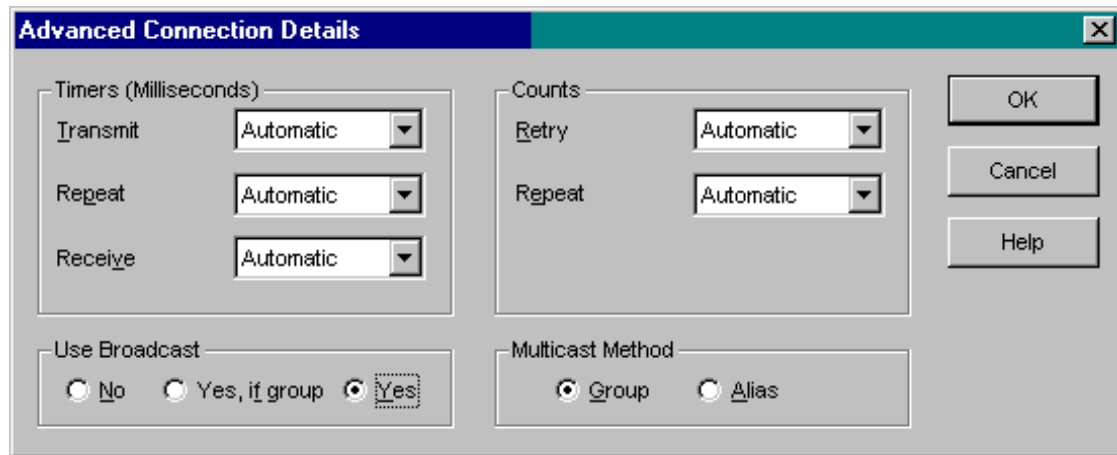 Advanced Connection Details
Timers (Milliseconds)
Transmit Automatic
Repeat Automatic
Receive Automatic
Counts
Retry Automatic
Repeat Automatic
OK
Cancel
Help
Use Broadcast
No Yes, if group Yes
Multicast Method
Group Alias